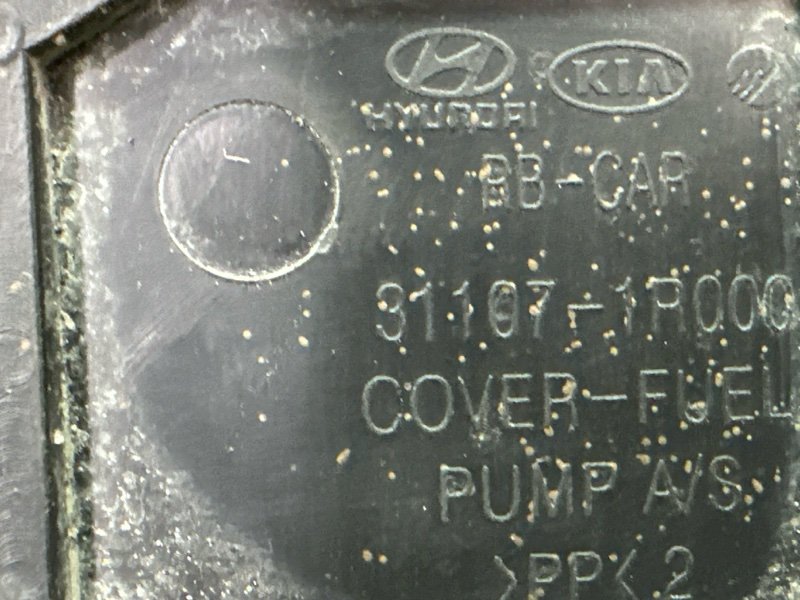 KIA
HYUNDAI
RB-CAR
31107-1R000
COVER-FUEL
PUMP A/S
>PP< 2